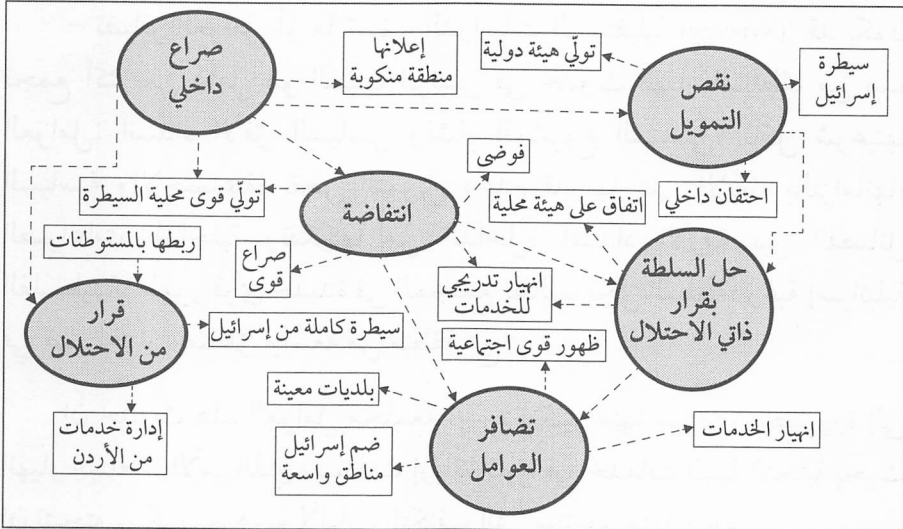 صراع
داخلي
إعلانها
منطقة منكوبة
تولّي هيئة دولية
نقص
التمويل
سيطرة
إسرائيل
فوضى
احتقان داخلي
تولّي قوى محلية السيطرة
انتفاضة
اتفاق على هيئة محلية
ربطها بالمستوطنات
صراع
قوى
انهيار تدريجي
للخدمات
حل السلطة
بقرار
ذاتي الاحتلال
قرار
من الاحتلال
سيطرة كاملة من إسرائيل
ظهور قوى اجتماعية
بلديات معينة
إدارة خدمات
من الأردن
ضم إسرائيل
مناطق واسعة
تضافر
العوامل
انهيار الخدمات